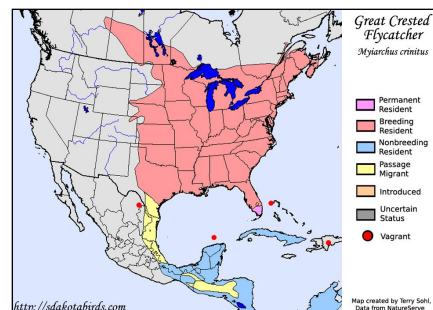 Great Crested
Flycatcher
Myiarchus crinitus
Permanent
Resident
Breeding
Resident
Nonbreeding
Resident
Passage
Migrant
Introduced
Uncertain
Status
Vagrant
Map created by Terry Sohl,
Data from NatureServe
http://sdakotabirds.com